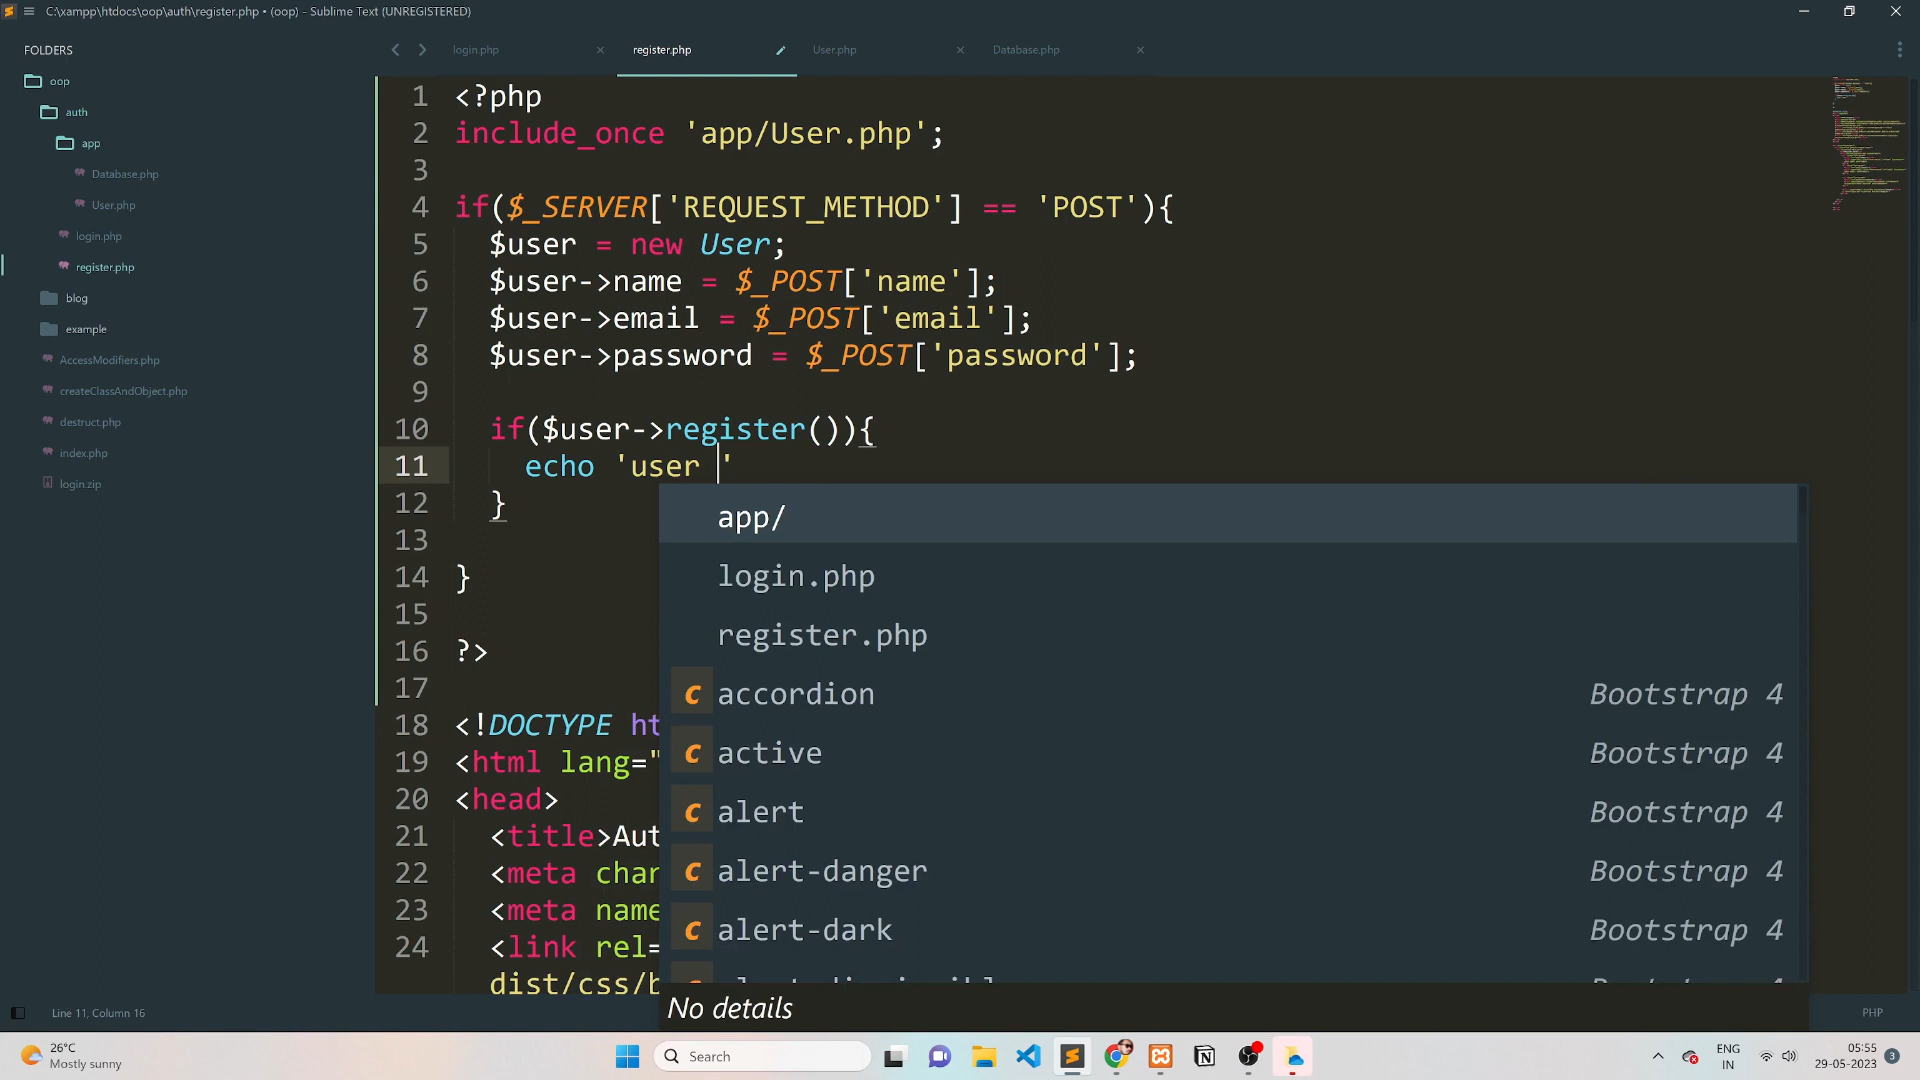 C:\xampp\htdocs\oop\auth\register.php • (oop) - Sublime Text (UNREGISTERED)
FOLDERS
oop
auth
app
Database.php
User.php
login.php
register.php
blog
example
AccessModifiers.php
createClassAndObject.php
destruct.php
index.php
login.zip
login.php
register.php
User.php
Database.php
1 <?php
2 include_once 'app/User.php';
3
4 if($_SERVER['REQUEST_METHOD'] == 'POST'){
5 $user = new User;
6 $user->name = $_POST['name'];
7 $user->email = $_POST['email'];
8 $user->password = $_POST['password'];
9
10 if($user->register()){
11 echo 'user '
12 }
13
14 }
15
16 ?>
17
18 <!DOCTYPE ht
19 <html lang="
20 <head>
21 <title>Aut
22 <meta char
23 <meta name
24 <link rel=
dist/css/b
app/
login.php
register.php
c accordion Bootstrap 4
c active Bootstrap 4
c alert Bootstrap 4
c alert-danger Bootstrap 4
c alert-dark Bootstrap 4
No details
Line 11, Column 16
PHP
26°C
Mostly sunny
Search
ENG
IN
05:55
29-05-2023
3